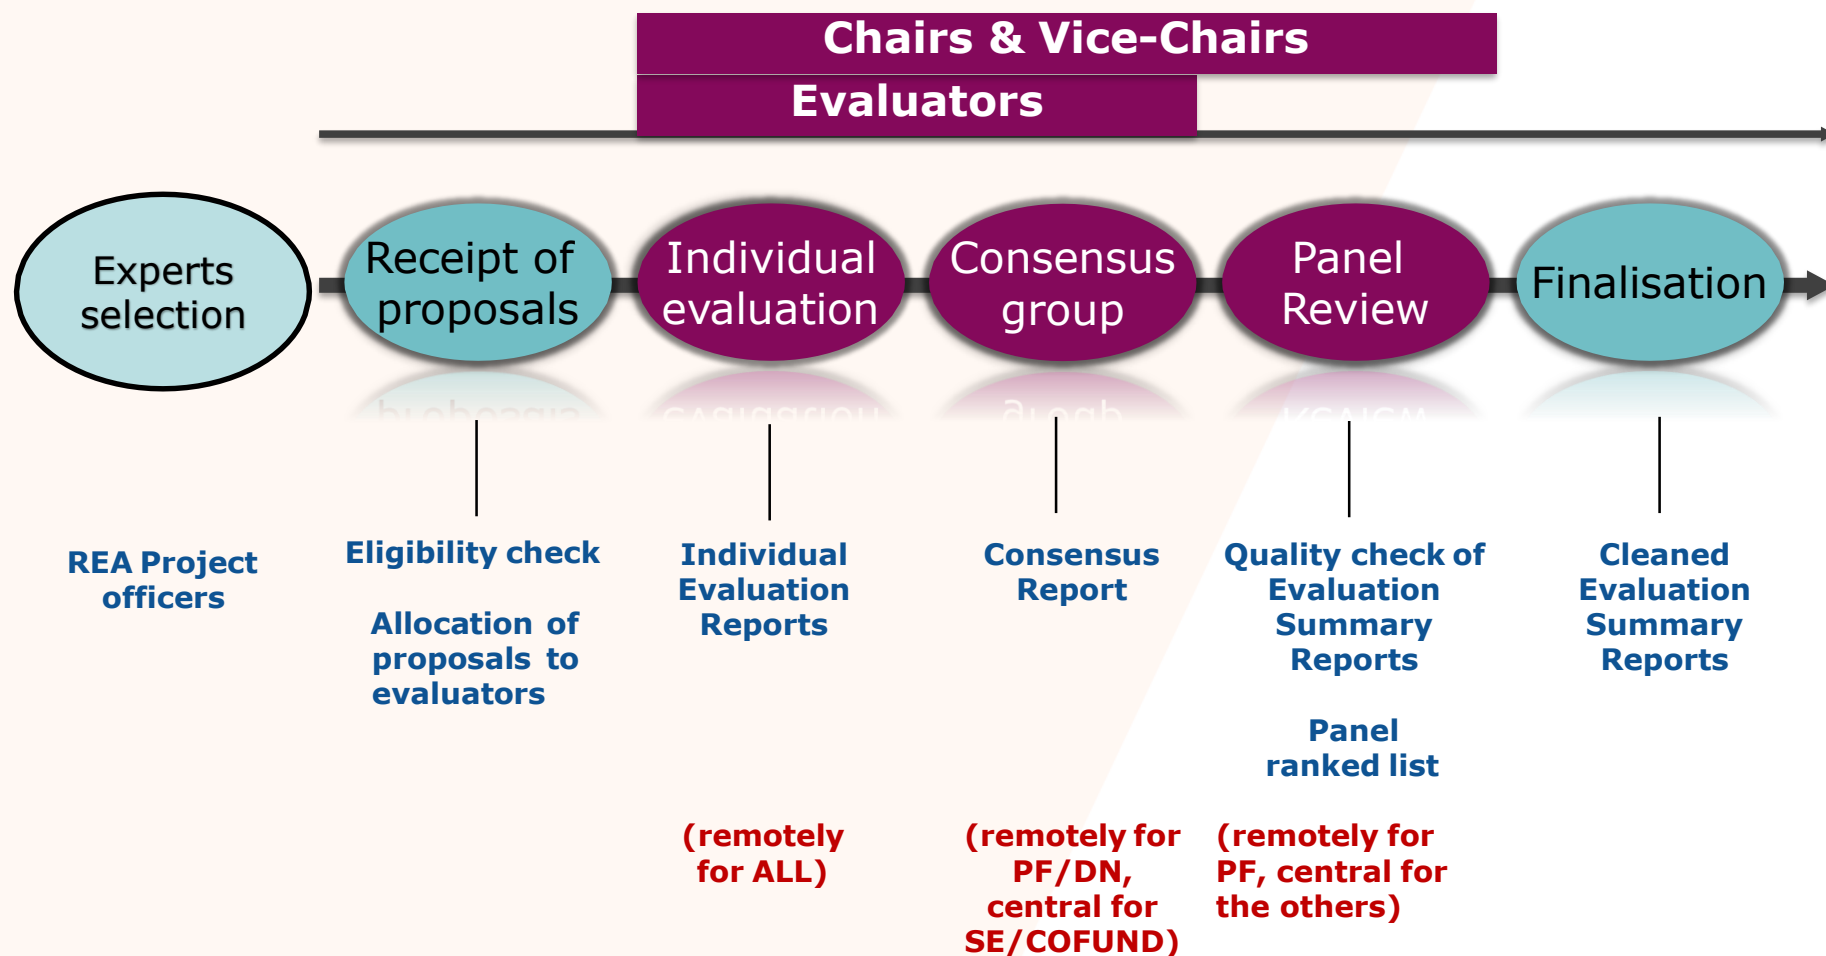 Chairs & Vice-Chairs
Evaluators
Experts
selection
Receipt of
proposals
Individual
evaluation
Consensus
group
Panel
Review
Finalisation
REA Project
officers
Eligibility check
Allocation of
proposals to
evaluators
Individual
Evaluation
Reports
(remotely
for ALL)
Consensus
Report
(remotely for
PF/DN,
central for
SE/COFUND)
Quality check of
Evaluation
Summary
Reports
Panel
ranked list
(remotely for
PF, central for
the others)
Cleaned
Evaluation
Summary
Reports